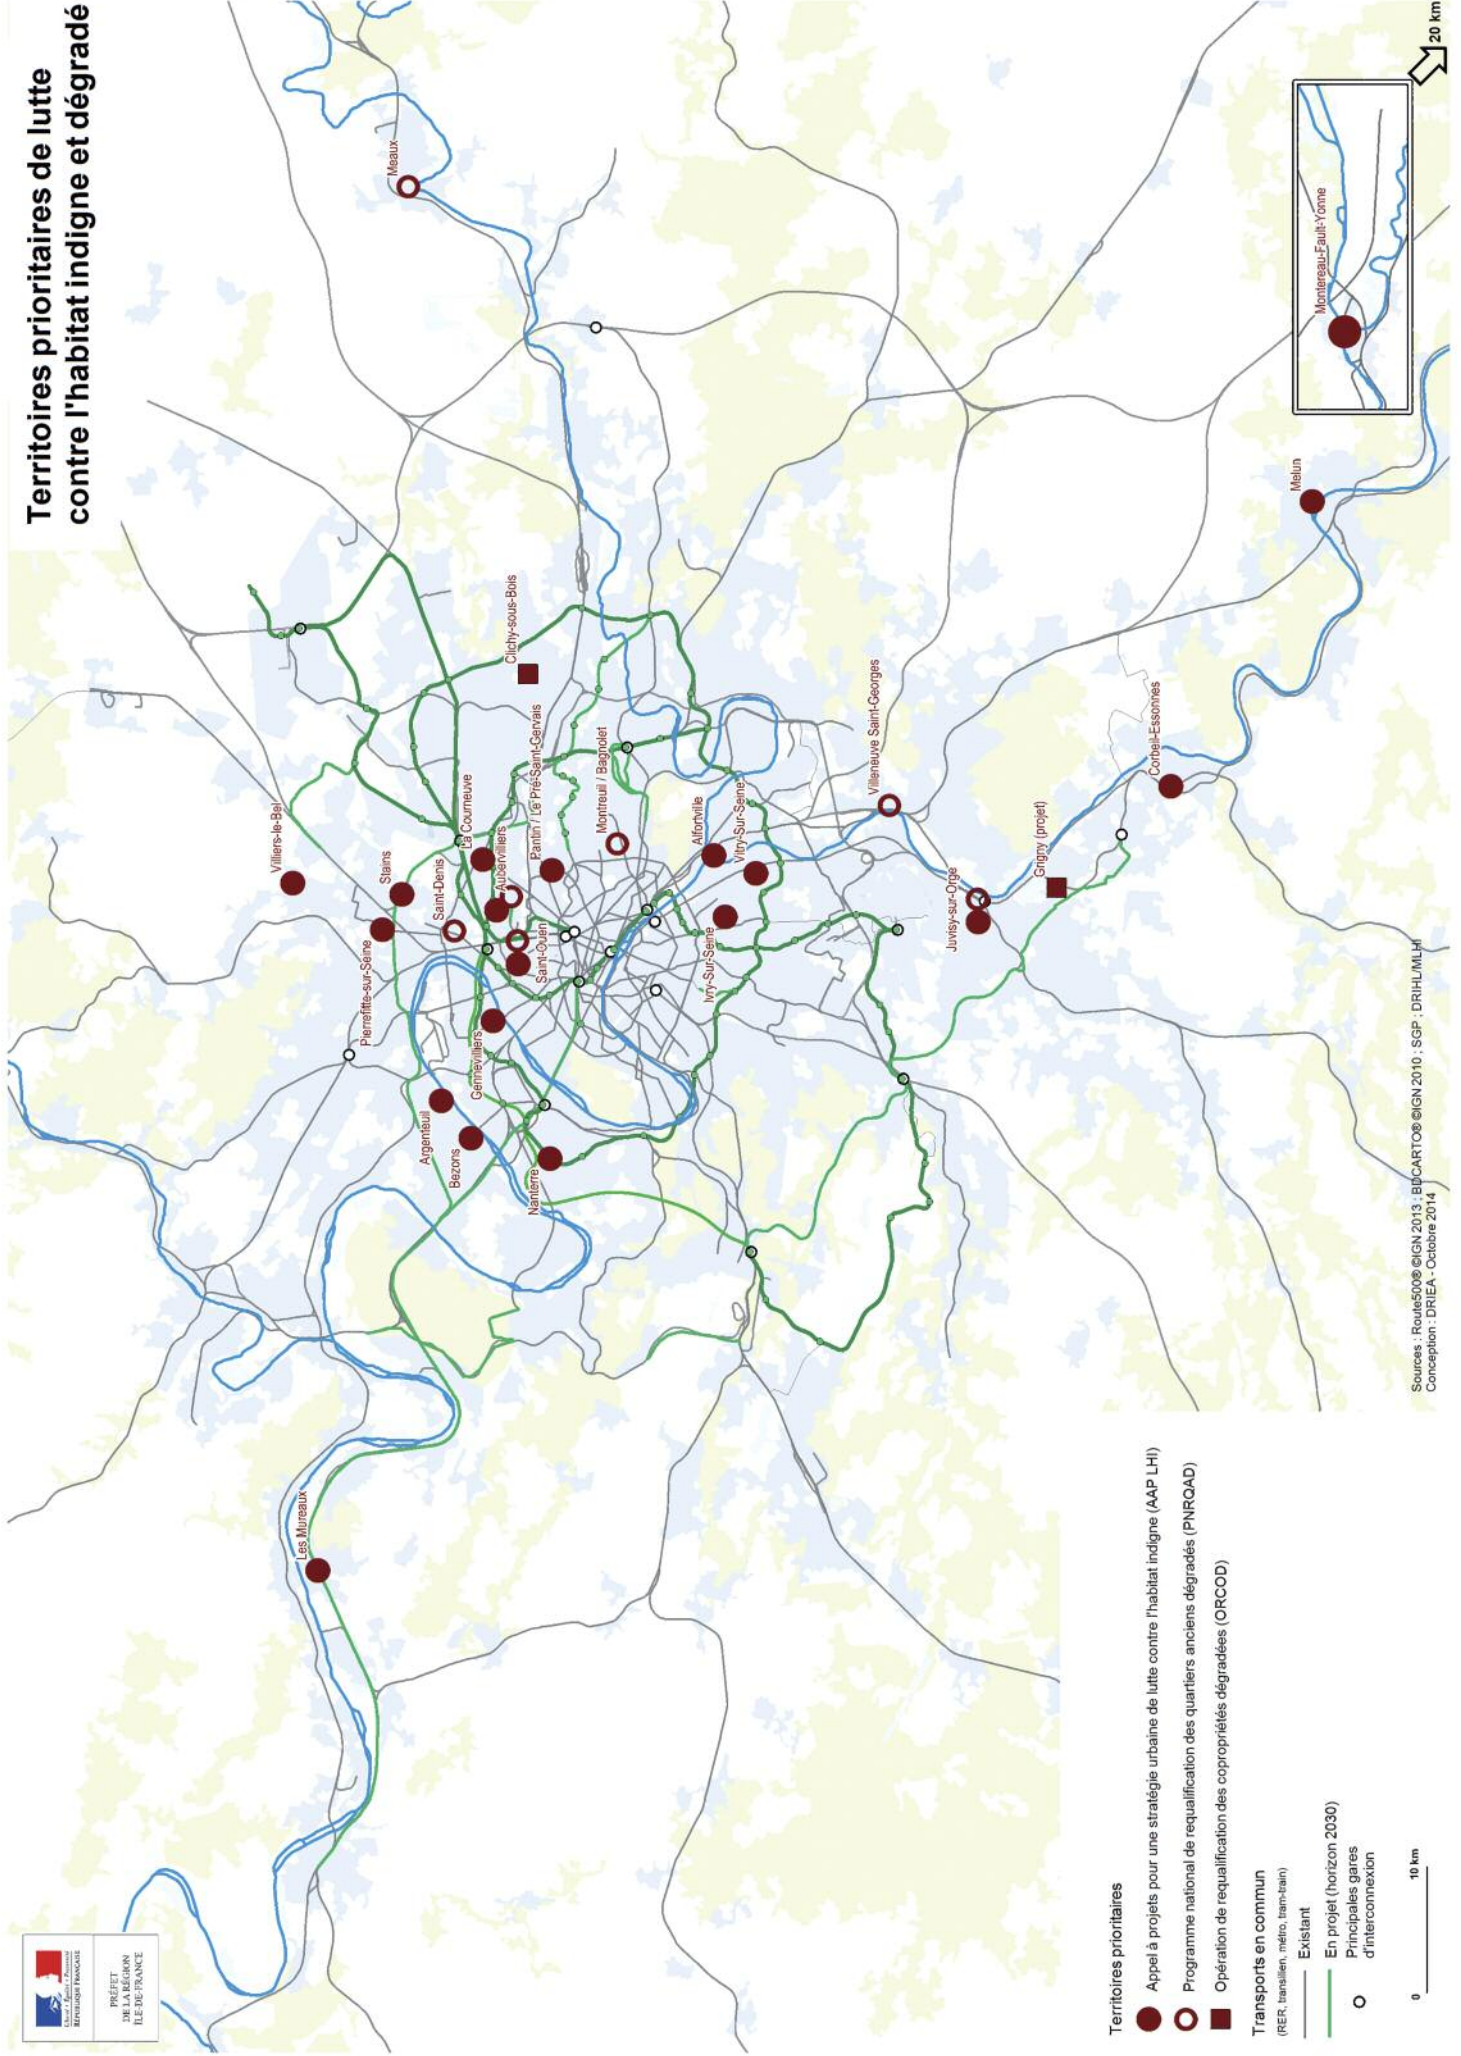 Territoires prioritaires de lutte
contre l'habitat indigne et dégradé
Liberté • Égalité • Fraternité
RÉPUBLIQUE FRANÇAISE
PRÉFET
DE LA RÉGION
ÎLE-DE-FRANCE
Meaux
Villiers-le-Bel
Clichy-sous-Bois
Stains
Pierrefitte-sur-Seine
La Courneuve
Saint-Denis
Aubervilliers
Pantin / Le Pré-Saint-Gervais
Montreuil / Bagnolet
Saint-Ouen
Gennevilliers
Argenteuil
Bezons
Nanterre
Les Mureaux
Alfortville
Vitry-Sur-Seine
Ivry-Sur-Seine
Villeneuve Saint-Georges
Juvisy-sur-Orge
Grigny (projet)
Corbeil-Essonnes
Melun
Montereau-Fault-Yonne
20 km
Territoires prioritaires
Appel à projets pour une stratégie urbaine de lutte contre l'habitat indigne (AAP LHI)
Programme national de requalification des quartiers anciens dégradés (PNRQAD)
Opération de requalification des copropriétés dégradées (ORCOD)
Transports en commun
(RER, transilien, métro, tram-train)
Existant
En projet (horizon 2030)
Principales gares
d'interconnexion
0 10 km
Sources : Route500® ©IGN 2013 ; BDCARTO® ©IGN 2010 ; SGP ; DRIHL/MLHI
Conception : DRIEA - Octobre 2014